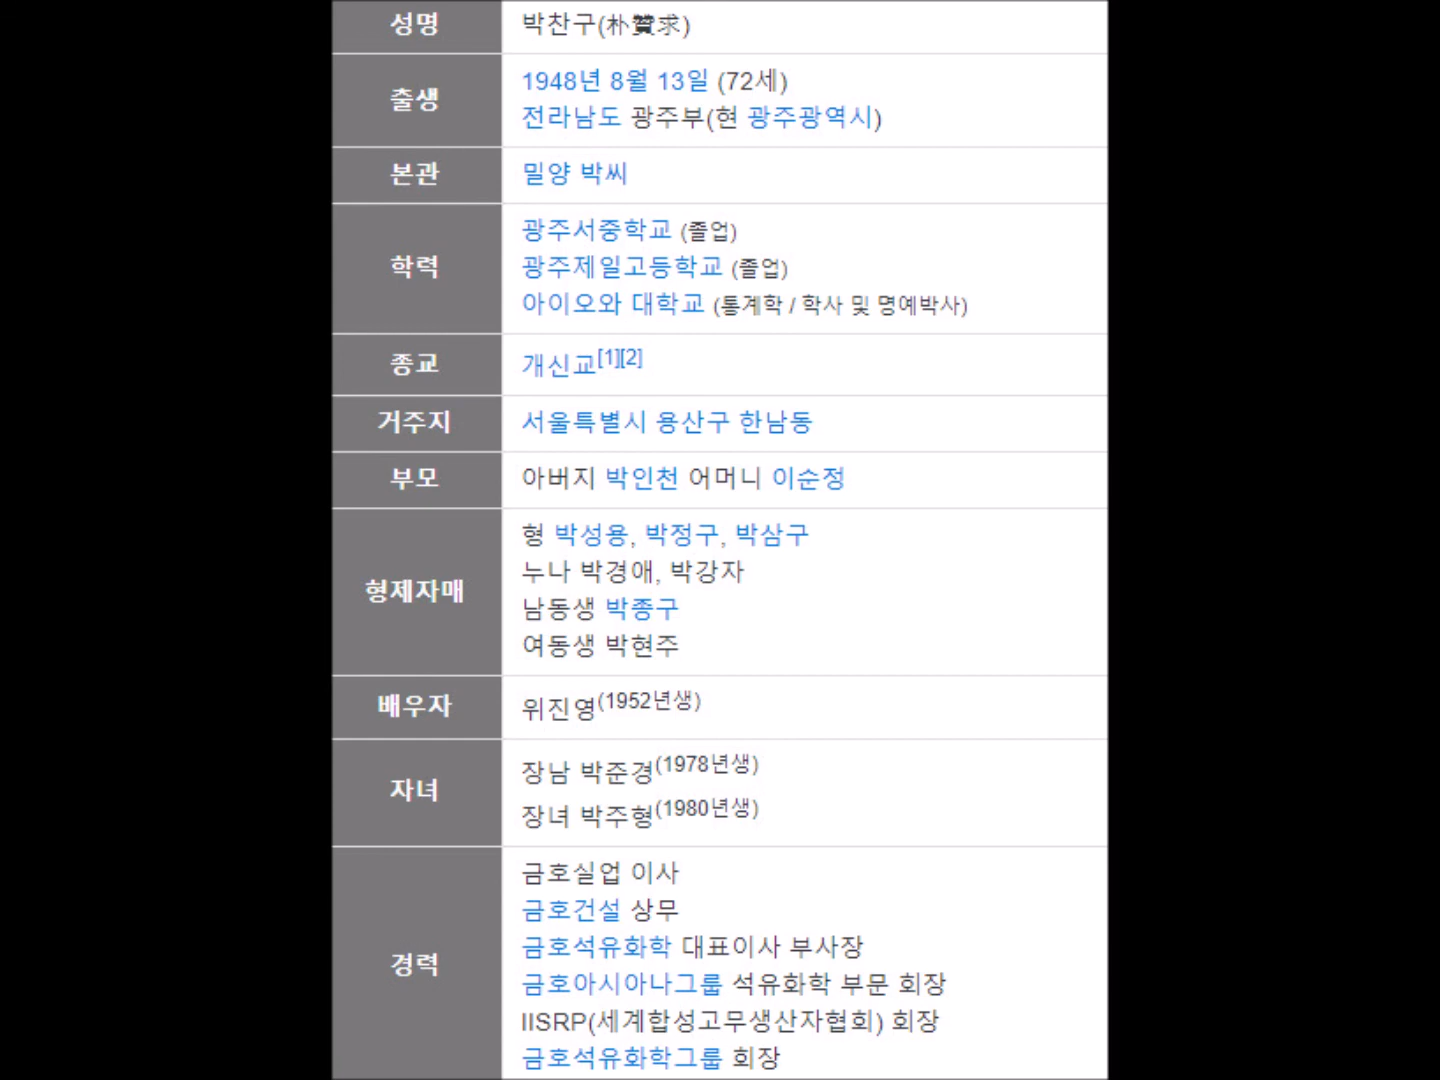 성명
박찬구(朴贊求)
출생
1948년 8월 13일 (72세)
전라남도 광주부(현 광주광역시)
본관
밀양 박씨
학력
광주서중학교 (졸업)
광주제일고등학교 (졸업)
아이오와 대학교 (통계학 / 학사 및 명예박사)
종교
개신교[1][2]
거주지
서울특별시 용산구 한남동
부모
아버지 박인천 어머니 이순정
형제자매
형 박성용, 박정구, 박삼구
누나 박경애, 박강자
남동생 박종구
여동생 박현주
배우자
위진영(1952년생)
자녀
장남 박준경(1978년생)
장녀 박주형(1980년생)
경력
금호실업 이사
금호건설 상무
금호석유화학 대표이사 부사장
금호아시아나그룹 석유화학 부문 회장
IISRP(세계합성고무생산자협회) 회장
금호석유화학그룹 회장